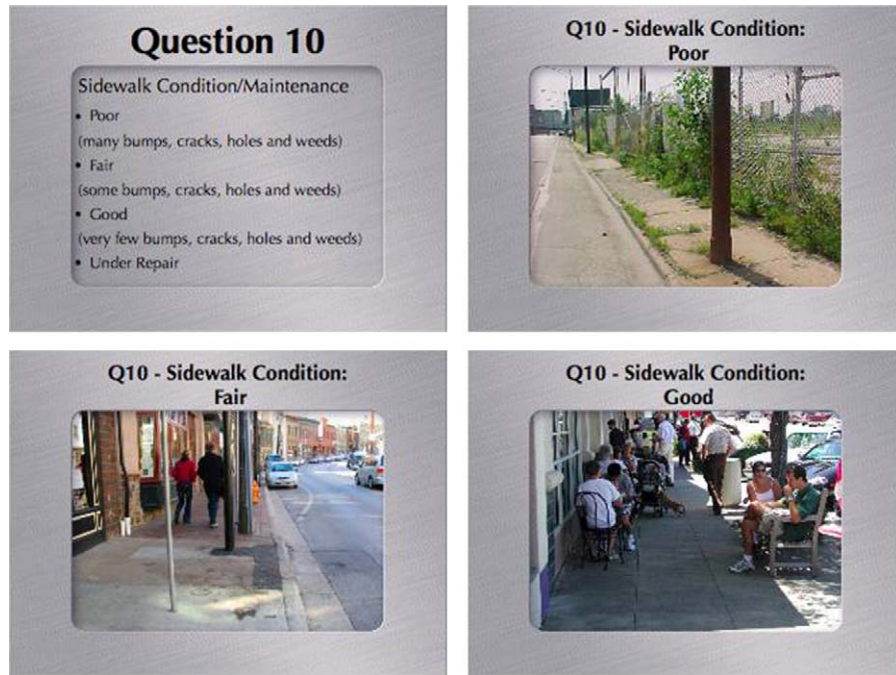 Question 10
Sidewalk Condition/Maintenance
• Poor
(many bumps, cracks, holes and weeds)
• Fair
(some bumps, cracks, holes and weeds)
• Good
(very few bumps, cracks, holes and weeds)
• Under Repair
Q10 - Sidewalk Condition:
Poor
Q10 - Sidewalk Condition:
Fair
Q10 - Sidewalk Condition:
Good